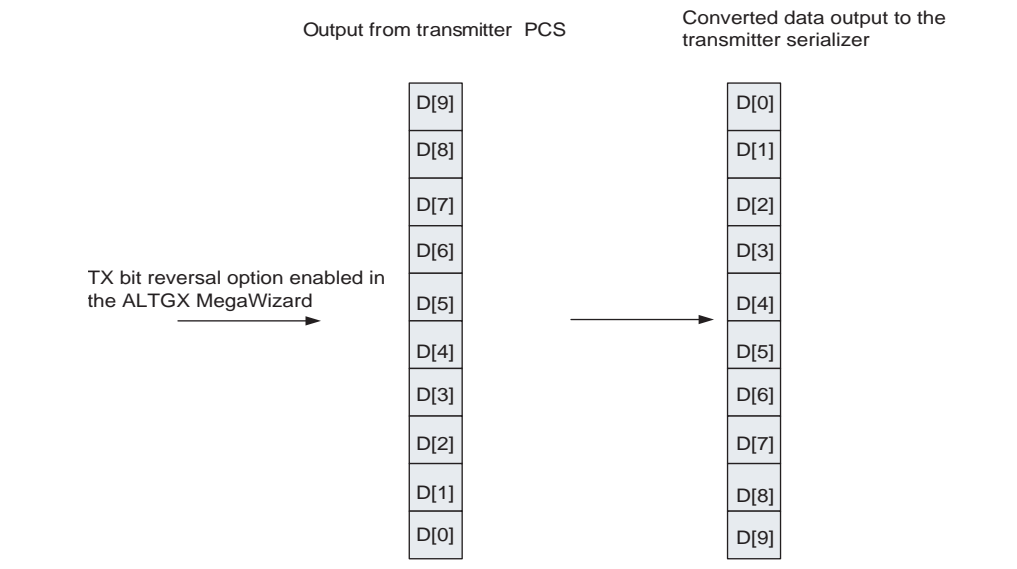 Output from transmitter PCS
Converted data output to the
transmitter serializer
TX bit reversal option enabled in
the ALTGX MegaWizard
D[9]
D[8]
D[7]
D[6]
D[5]
D[4]
D[3]
D[2]
D[1]
D[0]
D[0]
D[1]
D[2]
D[3]
D[4]
D[5]
D[6]
D[7]
D[8]
D[9]